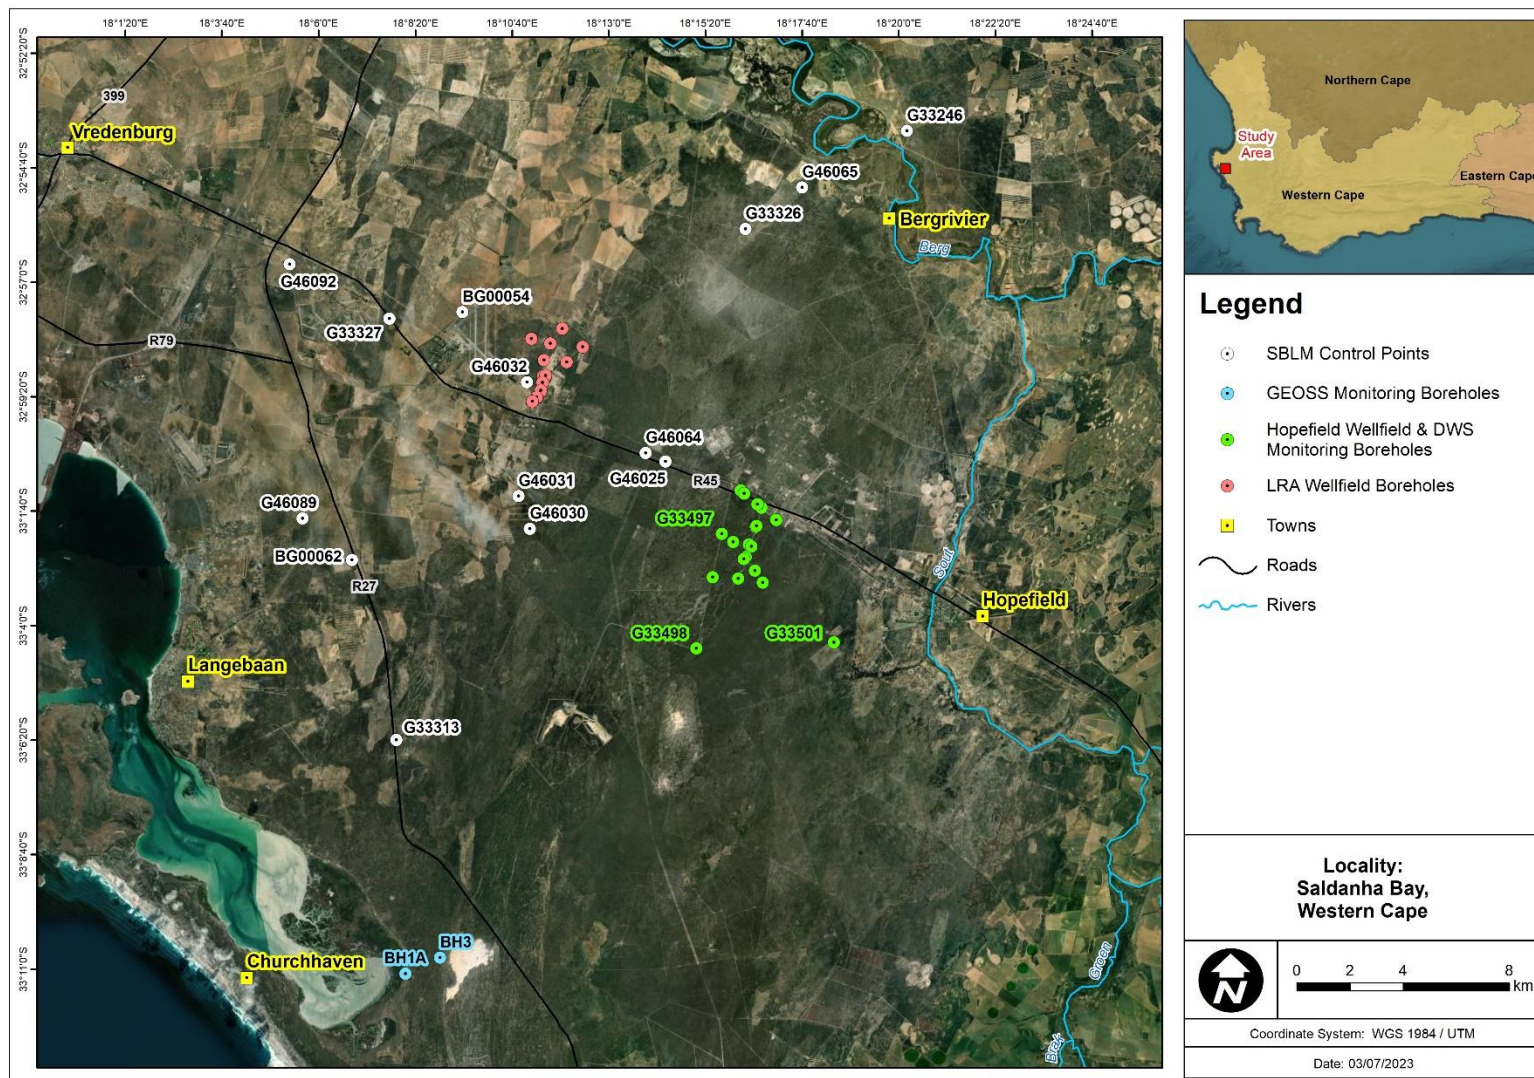 18°1'20"E
18°3'40"E
18°6'0"E
18°8'20"E
18°10'40"E
18°13'0"E
18°15'20"E
18°17'40"E
18°20'0"E
18°22'20"E
18°24'40"E
32°52'20"S
32°54'40"S
32°57'0"S
32°59'20"S
33°1'40"S
33°4'0"S
33°6'20"S
33°8'40"S
33°11'0"S
399
Vredenburg
G33246
G46065
G33326
Bergrivier
Berg
G46092
BG00054
G33327
R79
G46032
G46064
G46025
R45
G46031
G46030
G46089
BG00062
R27
G33497
Sout
Hopefield
G33498
G33501
Langebaan
G33313
BH3
BH1A
Churchhaven
Groen
Brak
Northern Cape
Study
Area
Eastern Cape
Western Cape
Legend
SBLM Control Points
GEOSS Monitoring Boreholes
Hopefield Wellfield & DWS
Monitoring Boreholes
LRA Wellfield Boreholes
Towns
Roads
Rivers
Locality:
Saldanha Bay,
Western Cape
N
0 2 4 8
km
Coordinate System: WGS 1984 / UTM
Date: 03/07/2023